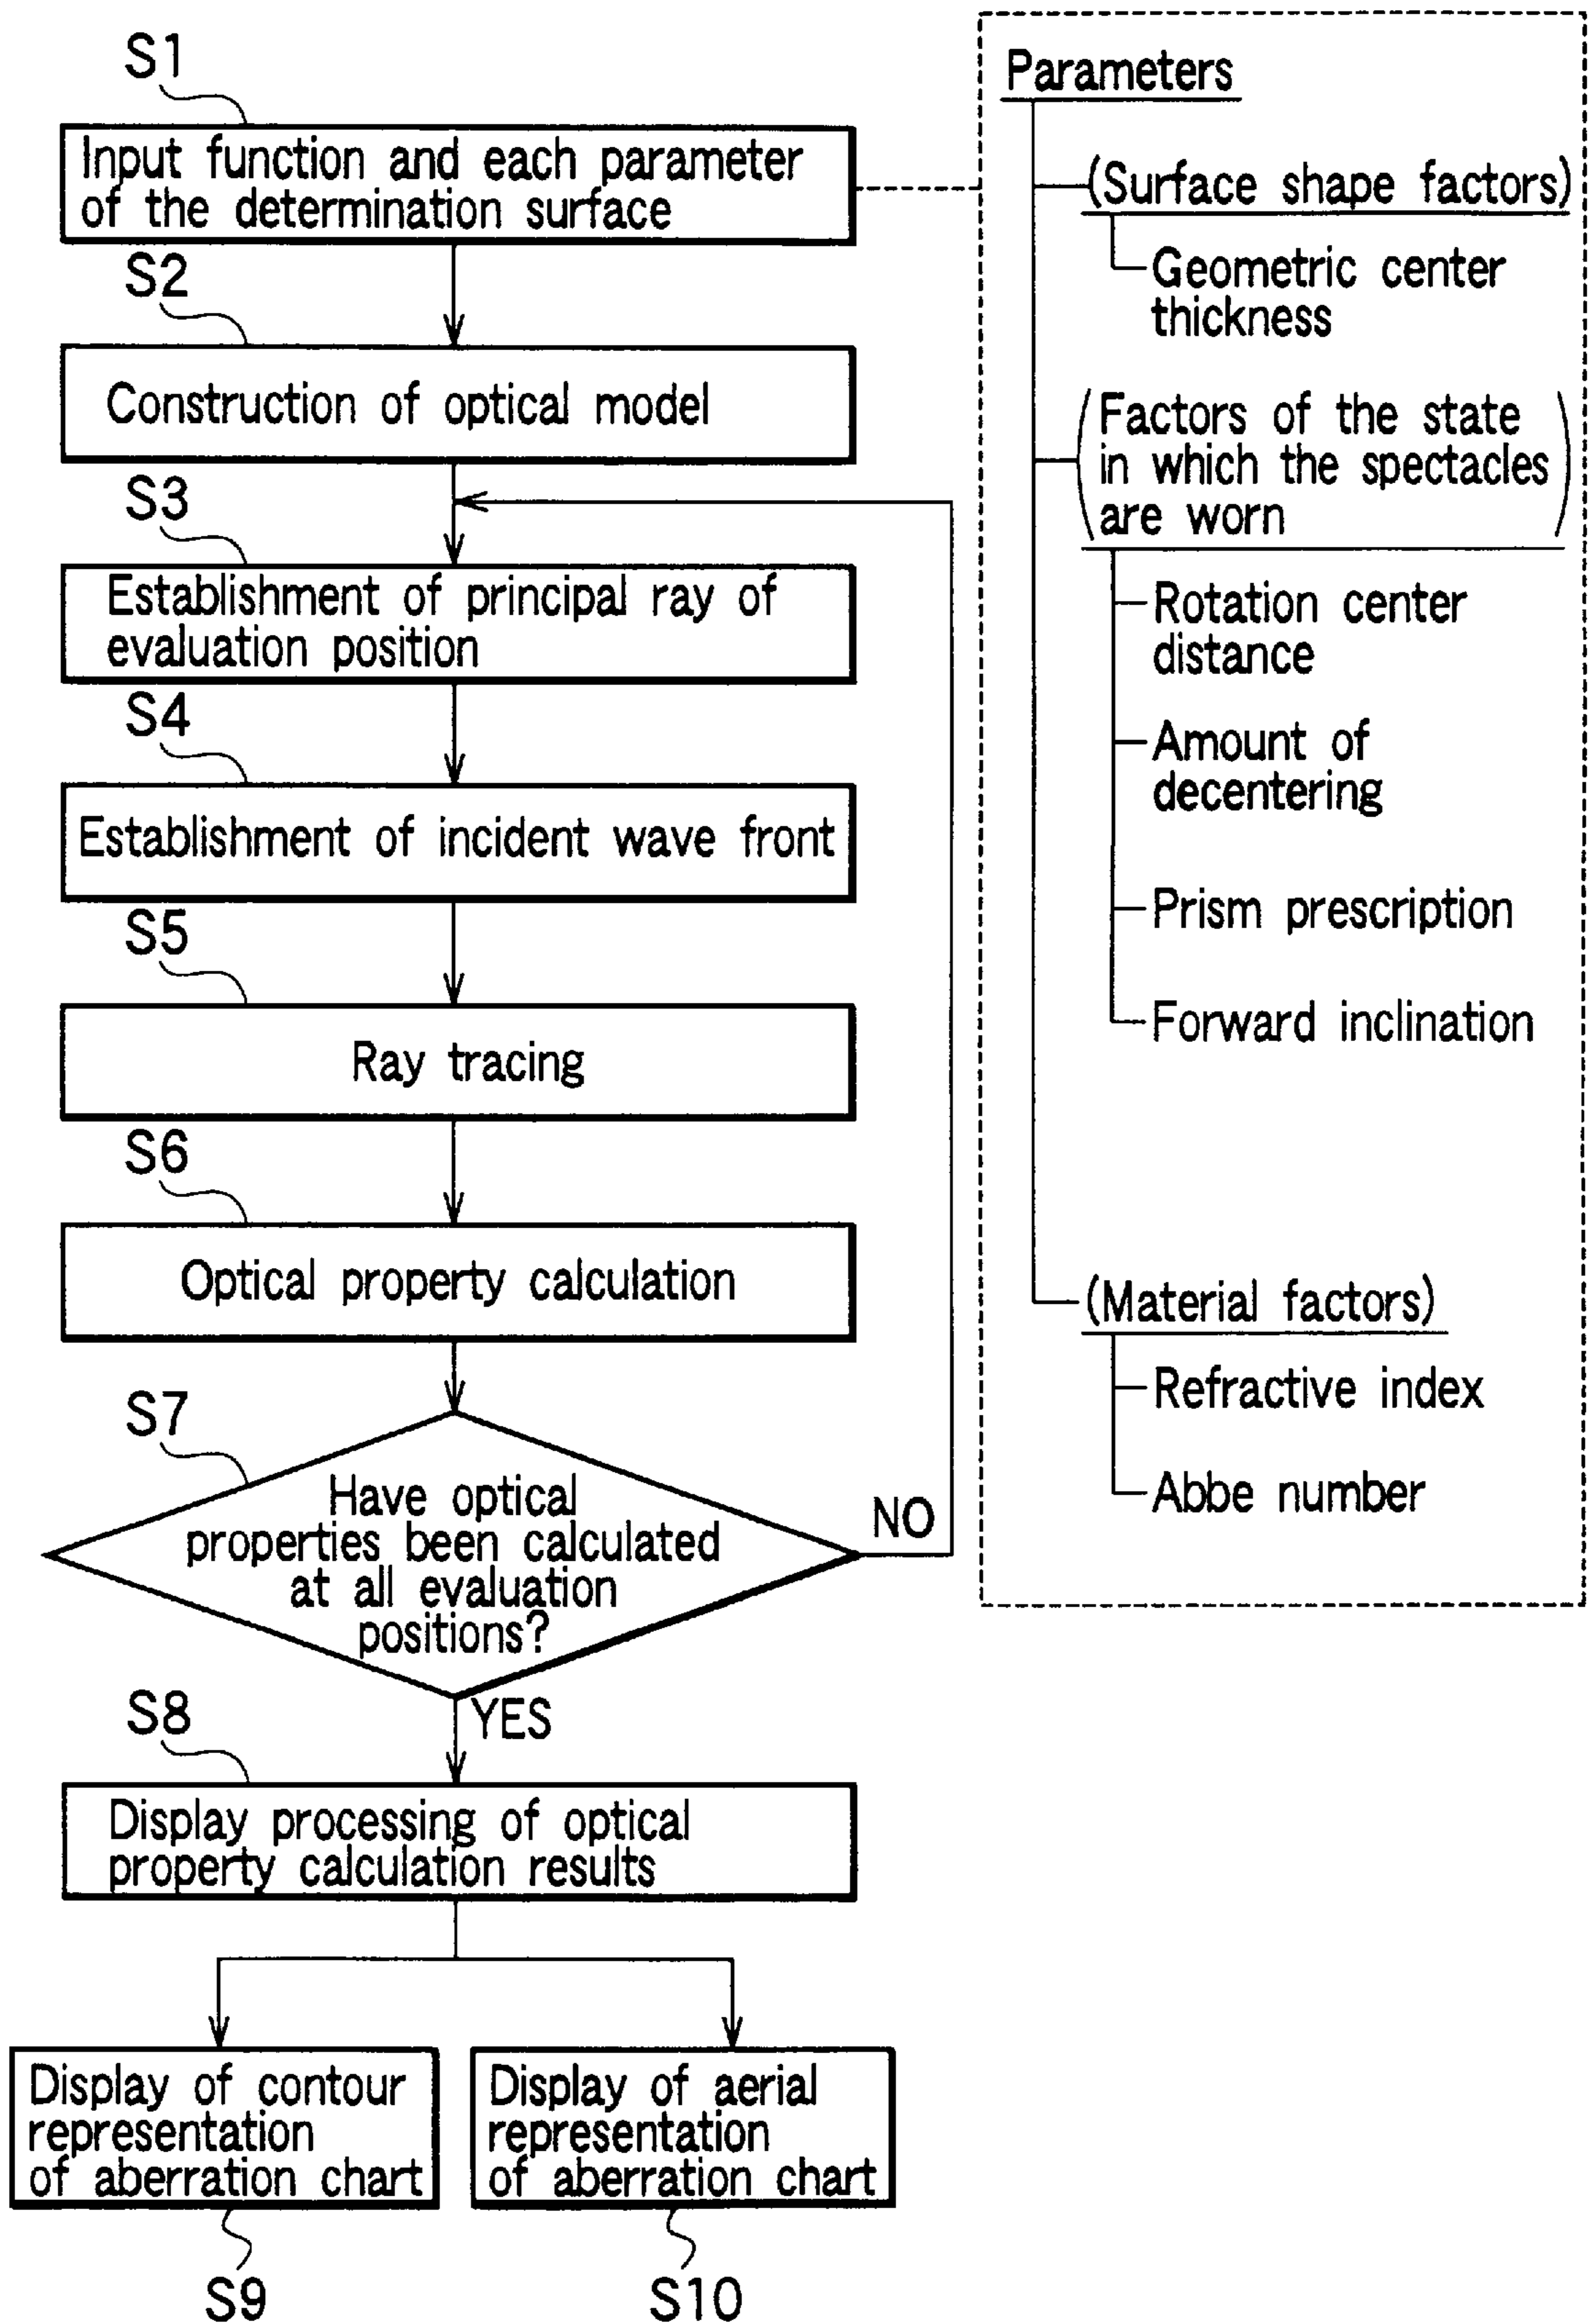 S1
Input function and each parameter
of the determination surface
S2
Construction of optical model
S3
Establishment of principal ray of
evaluation position
S4
Establishment of incident wave front
S5
Ray tracing
S6
Optical property calculation
S7
Have optical
properties been calculated
at all evaluation
positions?
NO
YES
S8
Display processing of optical
property calculation results
Display of contour
representation
of aberration chart
S9
Display of aerial
representation
of aberration chart
S10
Parameters
(Surface shape factors)
Geometric center
thickness
(Factors of the state
in which the spectacles
are worn)
Rotation center
distance
Amount of
decentering
Prism prescription
Forward inclination
(Material factors)
Refractive index
Abbe number